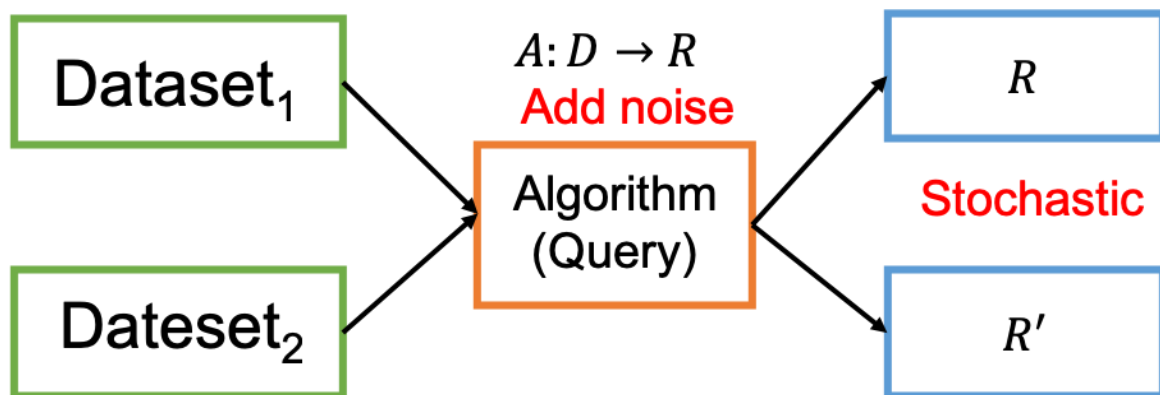 Dataset₁
A: D → R
Add noise
R
Algorithm
(Query)
Stochastic
Dateset₂
R′